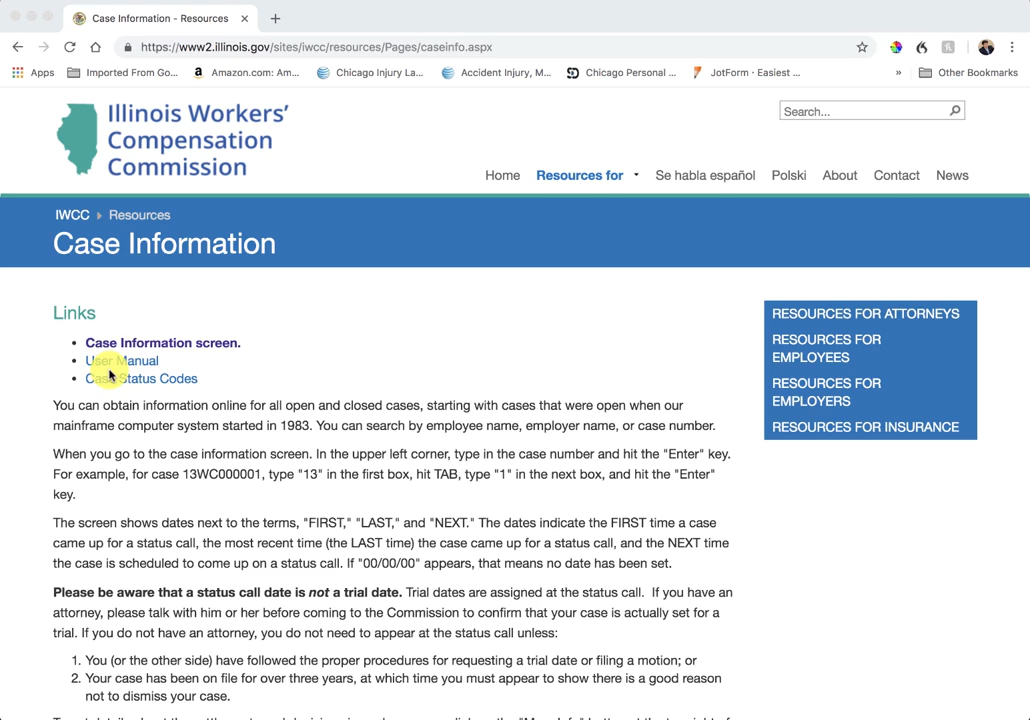 Case Information - Resources
https://www2.illinois.gov/sites/iwcc/resources/Pages/caseinfo.aspx
Apps Imported From Go... Amazon.com: Am... Chicago Injury La... Accident Injury, M... Chicago Personal ... JotForm · Easiest ... » Other Bookmarks
Illinois Workers'
Compensation
Commission
Search...
Home Resources for Se habla español Polski About Contact News
IWCC Resources
Case Information
Links
• Case Information screen.
• User Manual
• Case Status Codes
You can obtain information online for all open and closed cases, starting with cases that were open when our
mainframe computer system started in 1983. You can search by employee name, employer name, or case number.
When you go to the case information screen. In the upper left corner, type in the case number and hit the "Enter" key.
For example, for case 13WC000001, type "13" in the first box, hit TAB, type "1" in the next box, and hit the "Enter"
key.
The screen shows dates next to the terms, "FIRST," "LAST," and "NEXT." The dates indicate the FIRST time a case
came up for a status call, the most recent time (the LAST time) the case came up for a status call, and the NEXT time
the case is scheduled to come up on a status call. If "00/00/00" appears, that means no date has been set.
Please be aware that a status call date is not a trial date. Trial dates are assigned at the status call. If you have an
attorney, please talk with him or her before coming to the Commission to confirm that your case is actually set for a
trial. If you do not have an attorney, you do not need to appear at the status call unless:
1. You (or the other side) have followed the proper procedures for requesting a trial date or filing a motion; or
2. Your case has been on file for over three years, at which time you must appear to show there is a good reason
not to dismiss your case.
RESOURCES FOR ATTORNEYS
RESOURCES FOR
EMPLOYEES
RESOURCES FOR
EMPLOYERS
RESOURCES FOR INSURANCE